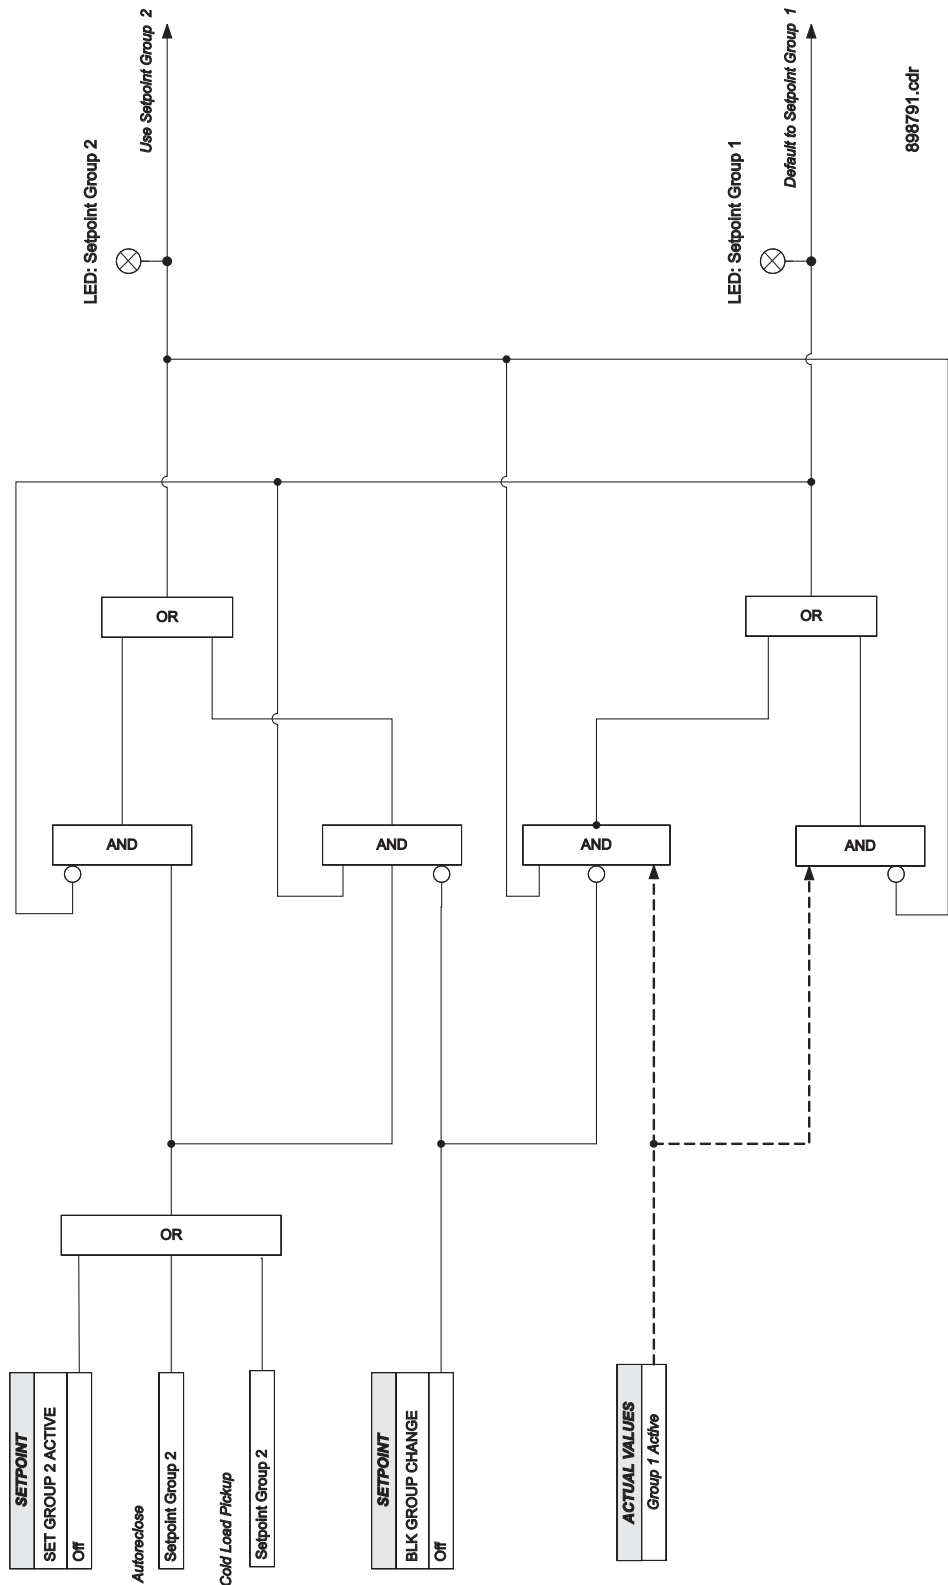 SETPOINT
SET GROUP 2 ACTIVE
Off
Autoreclose
Setpoint Group 2
Cold Load Pickup
Setpoint Group 2
SETPOINT
BLK GROUP CHANGE
Off
ACTUAL VALUES
Group 1 Active
OR
AND
AND
AND
AND
OR
OR
LED: Setpoint Group 2
Use Setpoint Group 2
LED: Setpoint Group 1
Default to Setpoint Group 1
898791.cdr